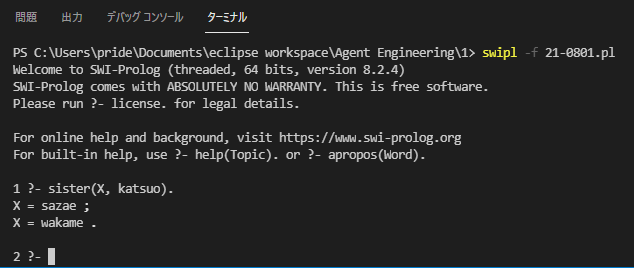 問題 出力 デバッグ コンソール ターミナル
PS C:\Users\pride\Documents\eclipse workspace\Agent Engineering\1> swipl -f 21-0801.pl
Welcome to SWI-Prolog (threaded, 64 bits, version 8.2.4)
SWI-Prolog comes with ABSOLUTELY NO WARRANTY. This is free software.
Please run ?- license. for legal details.
For online help and background, visit https://www.swi-prolog.org
For built-in help, use ?- help(Topic). or ?- apropos(Word).
1 ?- sister(X, katsuo).
X = sazae ;
X = wakame .
2 ?-